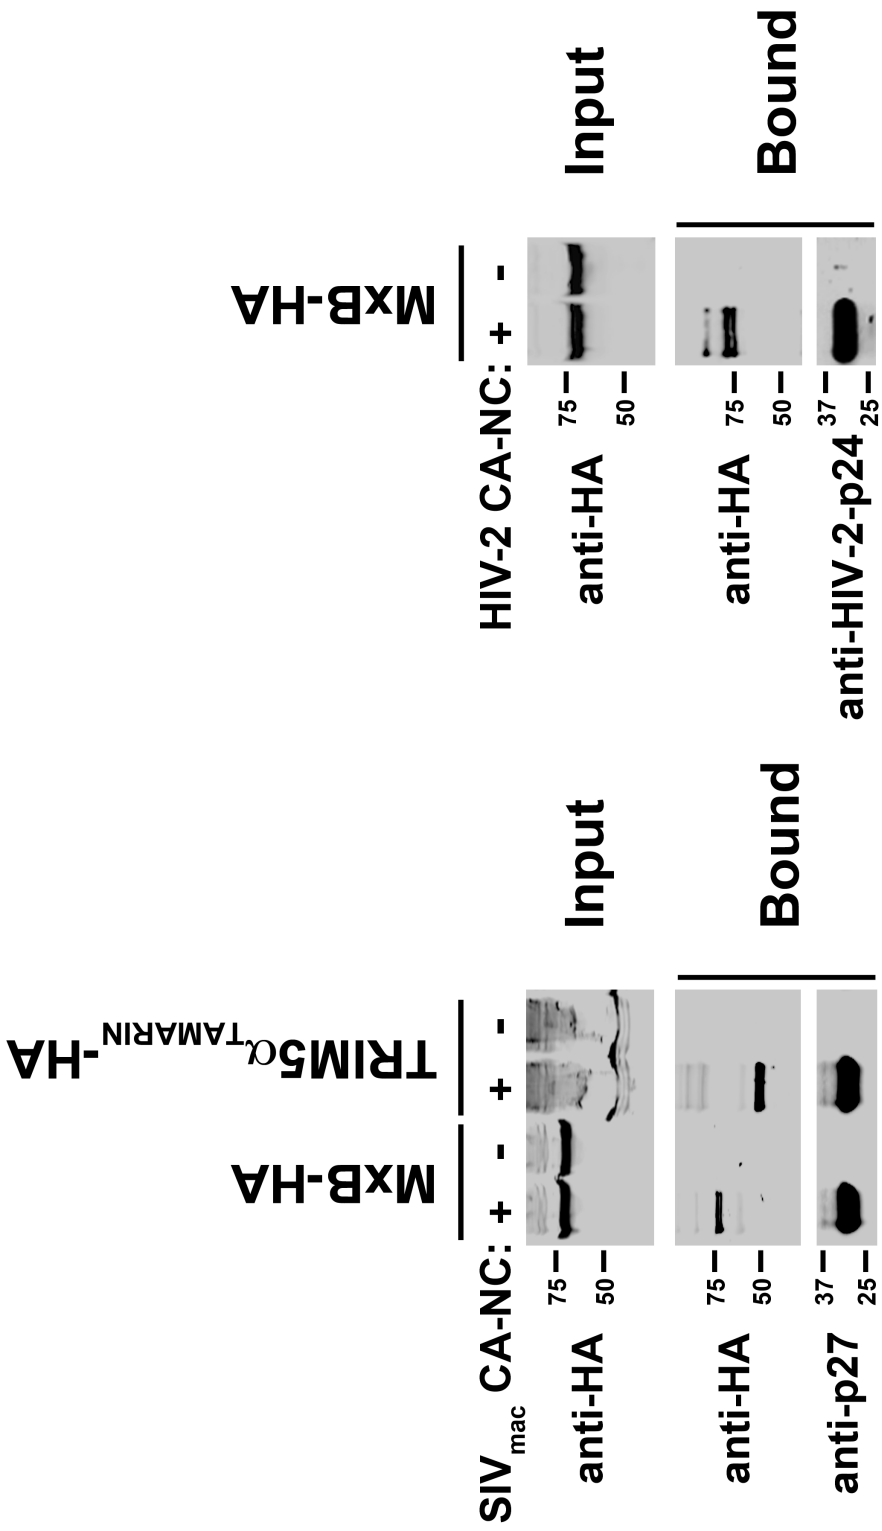 MxB-HA
TRIM5αTAMARIN-HA
SIVmac CA-NC: + - + -
75
50
anti-HA
Input
75
50
anti-HA
37
25
anti-p27
Bound
MxB-HA
HIV-2 CA-NC: + -
75
50
anti-HA
Input
75
50
anti-HA
37
25
anti-HIV-2-p24
Bound